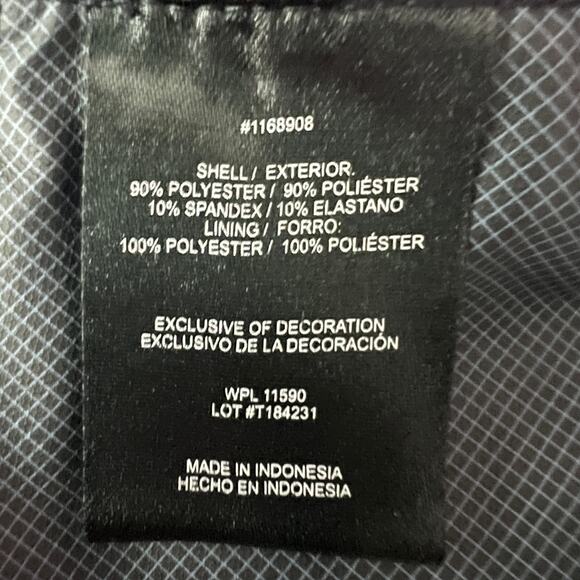 #1168908
SHELL / EXTERIOR.
90% POLYESTER / 90% POLIÉSTER
10% SPANDEX / 10% ELASTANO
LINING / FORRO:
100% POLYESTER / 100% POLIÉSTER
EXCLUSIVE OF DECORATION
EXCLUSIVO DE LA DECORACIÓN
WPL 11590
LOT #T184231
MADE IN INDONESIA
HECHO EN INDONESIA